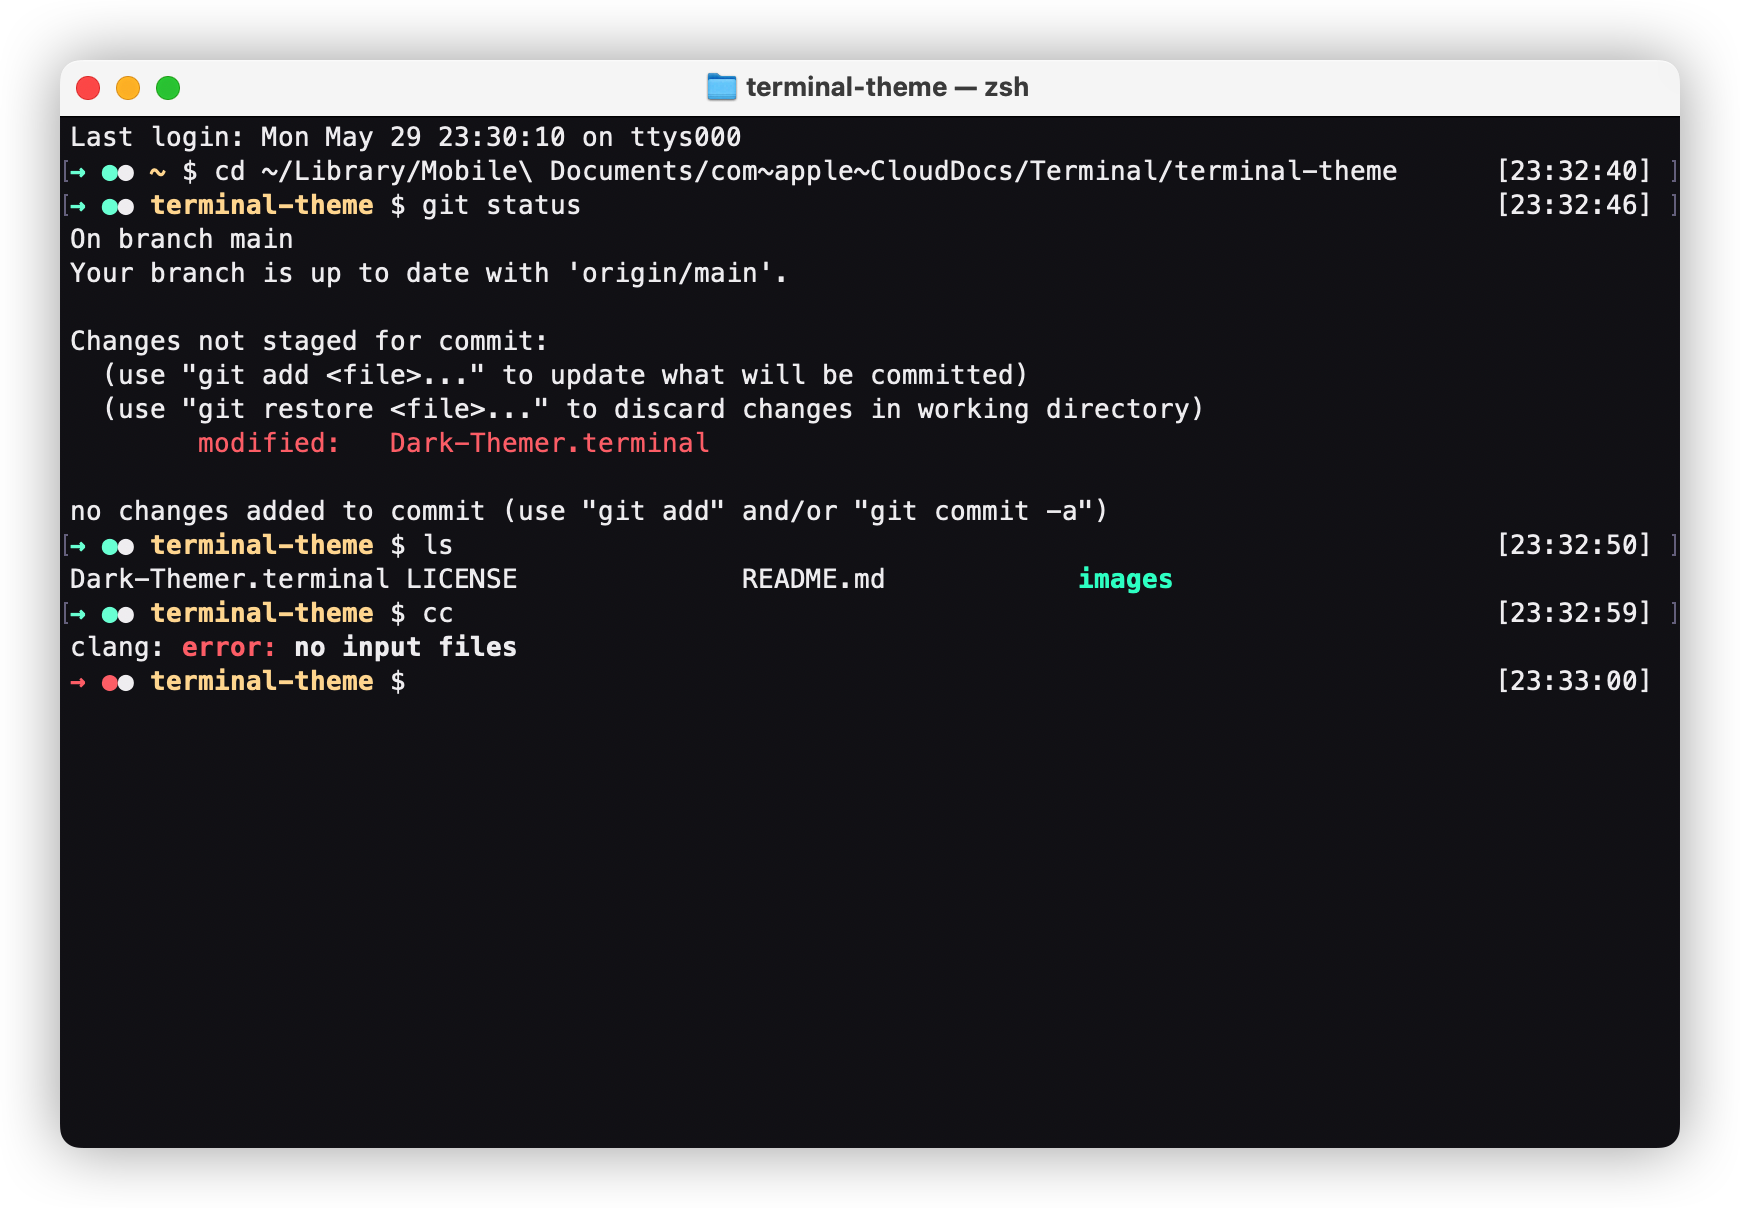 terminal-theme — zsh
Last login: Mon May 29 23:30:10 on ttys000
[→ ●● ~ $ cd ~/Library/Mobile\ Documents/com~apple~CloudDocs/Terminal/terminal-theme [23:32:40] ]
[→ ●● terminal-theme $ git status [23:32:46] ]
On branch main
Your branch is up to date with 'origin/main'.
Changes not staged for commit:
(use "git add <file>..." to update what will be committed)
(use "git restore <file>..." to discard changes in working directory)
modified: Dark-Themer.terminal
no changes added to commit (use "git add" and/or "git commit -a")
[→ ●● terminal-theme $ ls [23:32:50] ]
Dark-Themer.terminal LICENSE README.md images
[→ ●● terminal-theme $ cc [23:32:59] ]
clang: error: no input files
→ ●● terminal-theme $ [23:33:00]